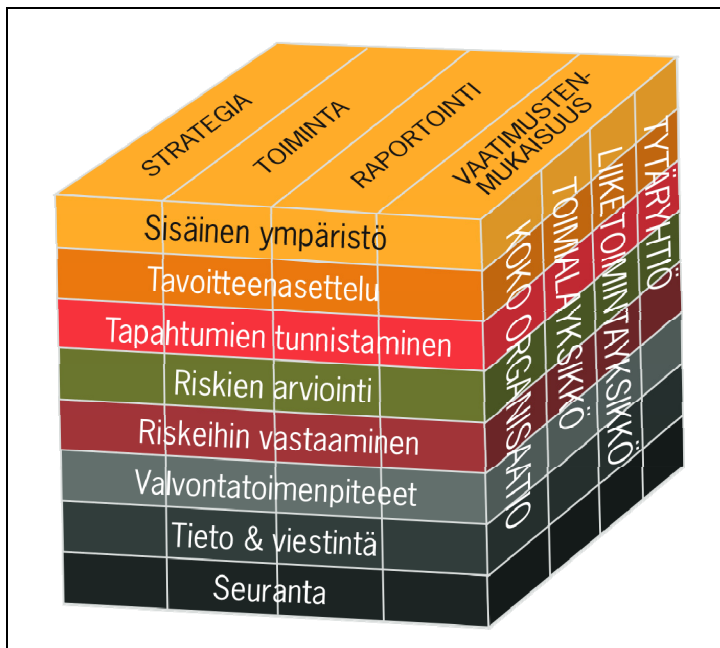 STRATEGIA
TOIMINTA
RAPORTOINTI
VAATIMUSTEN-
MUKAISUUS
Sisäinen ympäristö
Tavoitteenasettelu
Tapahtumien tunnistaminen
Riskien arviointi
Riskeihin vastaaminen
Valvontatoimenpiteeet
Tieto & viestintä
Seuranta
KOKO ORGANISAATIO
TOIMIALAYKSIKKÖ
LIIKETOIMINTAYKSIKKÖ
TYTÄRYHTIÖ